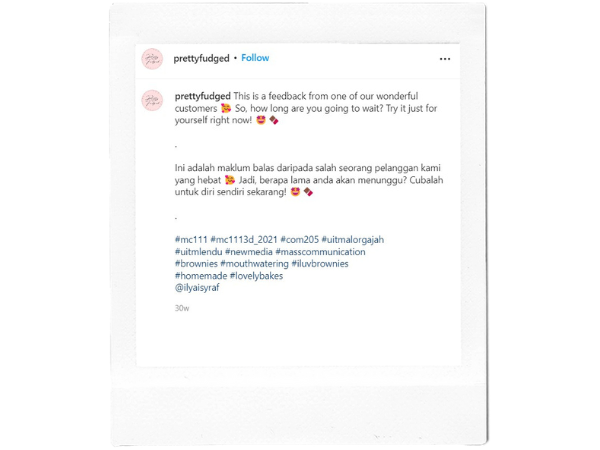 prettyfudged • Follow
prettyfudged This is a feedback from one of our wonderful
customers 🥰 So, how long are you going to wait? Try it just for
yourself right now! 🤩 🍫
.
Ini adalah maklum balas daripada salah seorang pelanggan kami
yang hebat 🥰 Jadi, berapa lama anda akan menunggu? Cubalah
untuk diri sendiri sekarang! 🤩 🍫
.
#mc111 #mc1113d_2021 #com205 #uitmalorgajah
#uitmlendu #newmedia #masscommunication
#brownies #mouthwatering #iluvbrownies
#homemade #lovelybakes
@ilyaisyraf
30w